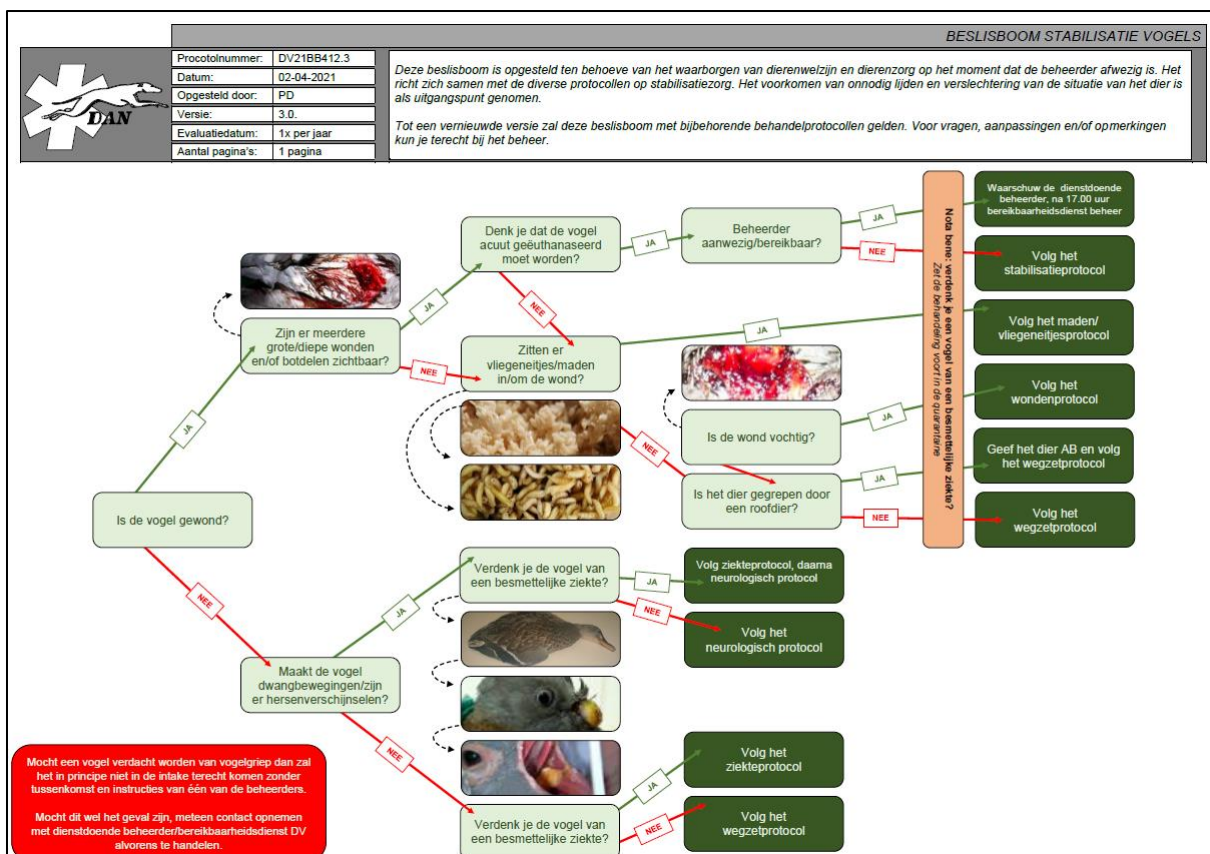 BESLISBOOM STABILISATIE VOGELS
DAN
Procotolnummer: DV21BB412.3
Datum: 02-04-2021
Opgesteld door: PD
Versie: 3.0.
Evaluatiedatum: 1x per jaar
Aantal pagina's: 1 pagina
Deze beslisboom is opgesteld ten behoeve van het waarborgen van dierenwelzijn en dierenzorg op het moment dat de beheerder afwezig is. Het
richt zich samen met de diverse protocollen op stabilisatiezorg. Het voorkomen van onnodig lijden en verslechtering van de situatie van het dier is
als uitgangspunt genomen.
Tot een vernieuwde versie zal deze beslisboom met bijbehorende behandelprotocollen gelden. Voor vragen, aanpassingen en/of opmerkingen
kun je terecht bij het beheer.
Is de vogel gewond?
JA
NEE
Zijn er meerdere
grote/diepe wonden
en/of botdelen zichtbaar?
JA
NEE
Denk je dat de vogel
acuut geëuthanaseerd
moet worden?
JA
NEE
Beheerder
aanwezig/bereikbaar?
JA
NEE
Waarschuw de dienstdoende
beheerder, na 17.00 uur
bereikbaarheidsdienst beheer
Volg het
stabilisatieprotocol
Zitten er
vliegeneitjes/maden
in/om de wond?
JA
NEE
Volg het maden/
vliegeneitjesprotocol
Is de wond vochtig?
JA
NEE
Volg het
wondenprotocol
Is het dier gegrepen door
een roofdier?
JA
NEE
Geef het dier AB en volg
het wegzetprotocol
Volg het
wegzetprotocol
Nota bene: verdenk je een vogel van een besmettelijke ziekte?
Zet de behandeling voort in de quarantaine
Maakt de vogel
dwangbewegingen/zijn
er hersenverschijnselen?
JA
NEE
Verdenk je de vogel van
een besmettelijke ziekte?
JA
NEE
Volg ziekteprotocol, daarna
neurologisch protocol
Volg het
neurologisch protocol
Verdenk je de vogel van
een besmettelijke ziekte?
JA
NEE
Volg het
ziekteprotocol
Volg het
wegzetprotocol
Mocht een vogel verdacht worden van vogelgriep dan zal
het in principe niet in de intake terecht komen zonder
tussenkomst en instructies van één van de beheerders.
Mocht dit wel het geval zijn, meteen contact opnemen
met dienstdoende beheerder/bereikbaarheidsdienst DV
alvorens te handelen.